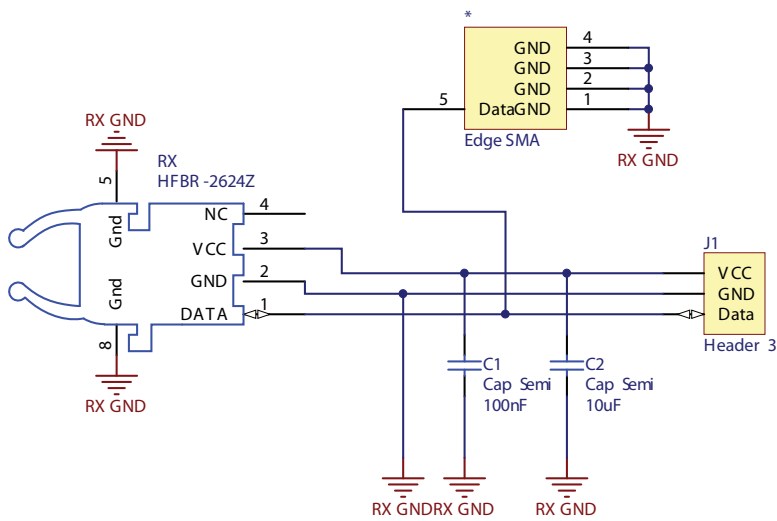 *
GND 4
GND 3
GND 2
5 DataGND 1
Edge SMA
RX GND
RX GND
RX
HFBR -2624Z
5
Gnd
NC 4
VCC 3
GND 2
DATA 1
Gnd
8
RX GND
J1
VCC
GND
Data
Header 3
C1
Cap Semi
100nF
C2
Cap Semi
10uF
RX GND
RX GND
RX GND